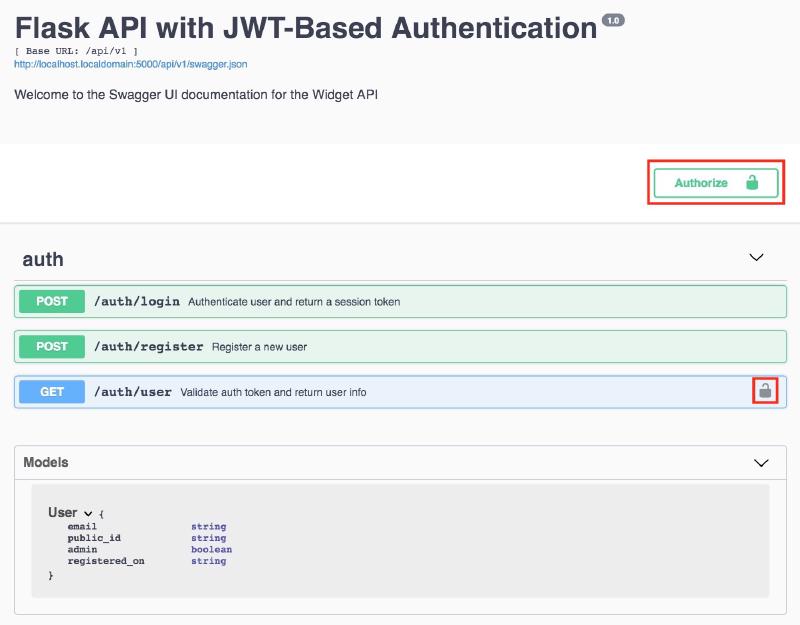 Flask API with JWT-Based Authentication 1.0
[ Base URL: /api/v1 ]
http://localhost.localdomain:5000/api/v1/swagger.json
Welcome to the Swagger UI documentation for the Widget API
Authorize
auth
POST /auth/login Authenticate user and return a session token
POST /auth/register Register a new user
GET /auth/user Validate auth token and return user info
Models
User {
email string
public_id string
admin boolean
registered_on string
}